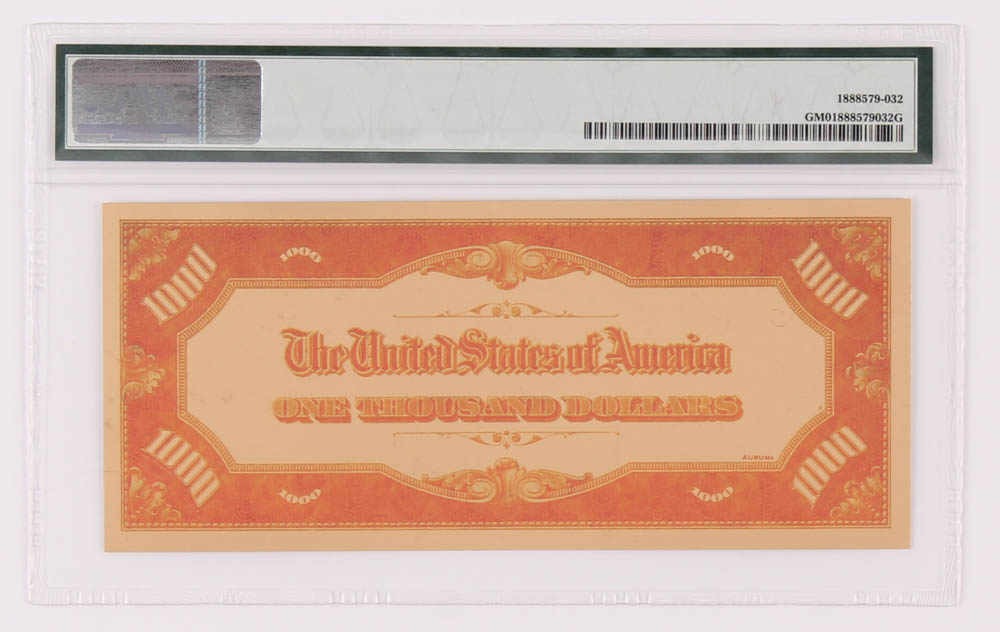 1888579-032
GM01888579032G
1000 1000 1000 1000
The United States of America
ONE THOUSAND DOLLARS
AURUM®
1000 1000 1000 1000